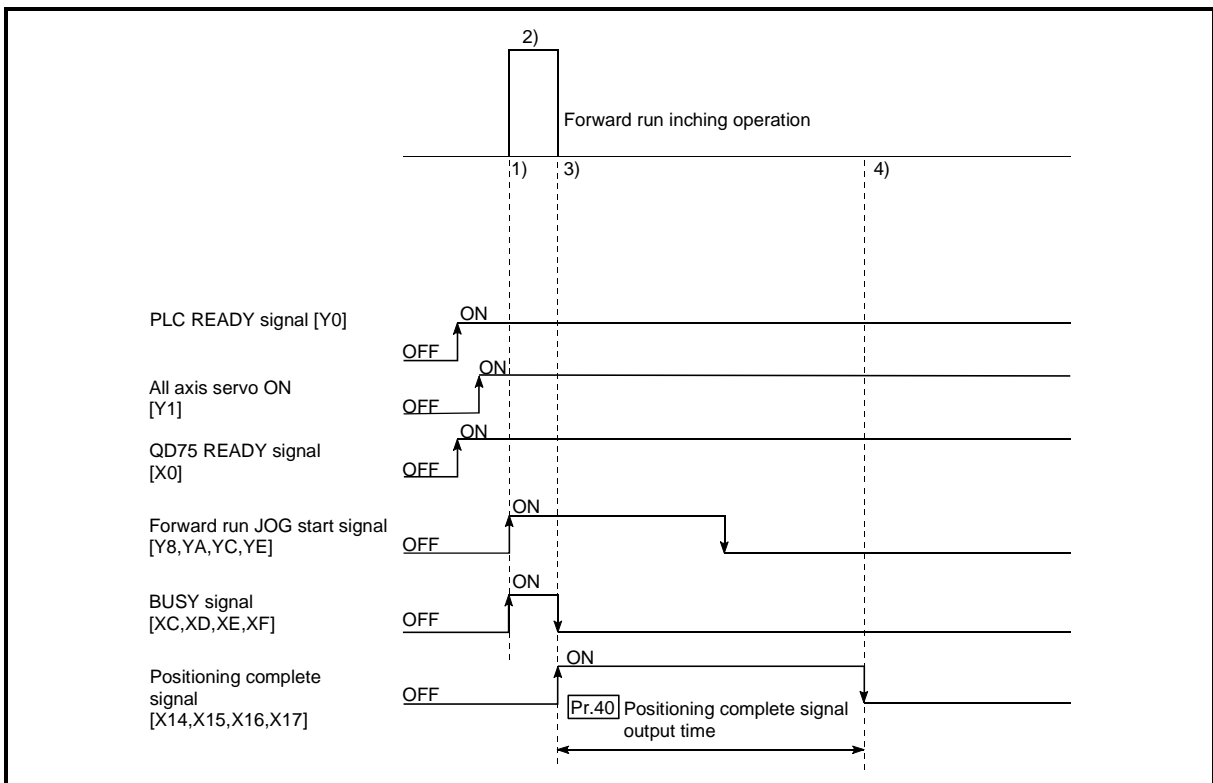 2)
Forward run inching operation
1)
3)
4)
PLC READY signal [Y0]
OFF
ON
All axis servo ON
[Y1]
OFF
ON
QD75 READY signal
[X0]
OFF
ON
Forward run JOG start signal
[Y8,YA,YC,YE]
OFF
ON
BUSY signal
[XC,XD,XE,XF]
OFF
ON
Positioning complete
signal
[X14,X15,X16,X17]
OFF
ON
Pr.40 Positioning complete signal
output time